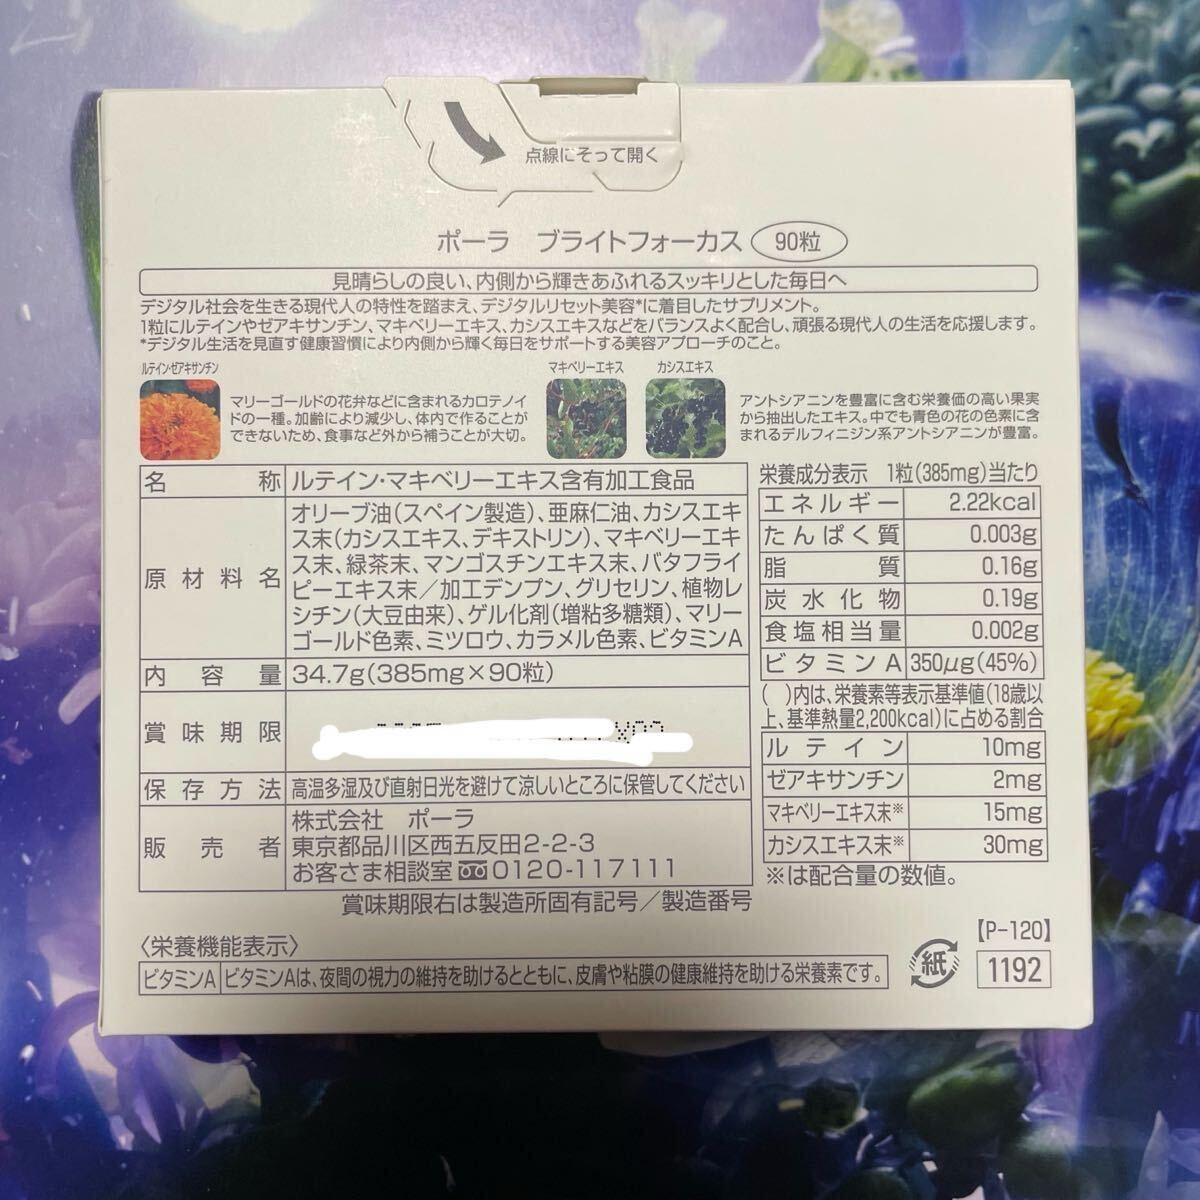 点線にそって開く
ポーラ ブライトフォーカス 90粒
見晴らしの良い、内側から輝きあふれるスッキリとした毎日へ
デジタル社会を生きる現代人の特性を踏まえ、デジタルリセット美容*に着目したサプリメント。
1粒にルテインやゼアキサンチン、マキベリーエキス、カシスエキスなどをバランスよく配合し、頑張る現代人の生活を応援します。
*デジタル生活を見直す健康習慣により内側から輝く毎日をサポートする美容アプローチのこと。
ルテイン・ゼアキサンチン
マリーゴールドの花弁などに含まれるカロテノイ
ドの一種。加齢により減少し、体内で作ることが
できないため、食事など外から補うことが大切。
マキベリーエキス
カシスエキス
アントシアニンを豊富に含む栄養価の高い果実
から抽出したエキス。中でも青色の花の色素に含
まれるデルフィニジン系アントシアニンが豊富。
名称 ルテイン・マキベリーエキス含有加工食品
原材料名 オリーブ油(スペイン製造)、亜麻仁油、カシスエキ
ス末(カシスエキス、デキストリン)、マキベリーエキ
ス末、緑茶末、マンゴスチンエキス末、バタフライ
ピーエキス末／加工デンプン、グリセリン、植物レ
シチン(大豆由来)、ゲル化剤(増粘多糖類)、マリー
ゴールド色素、ミツロウ、カラメル色素、ビタミンA
内容量 34.7g(385mg×90粒)
賞味期限
保存方法 高温多湿及び直射日光を避けて涼しいところに保管してください
販売者 株式会社 ポーラ
東京都品川区西五反田2-2-3
お客さま相談室 0120-117111
賞味期限右は製造所固有記号／製造番号
栄養成分表示 1粒(385mg)当たり
エネルギー 2.22kcal
たんぱく質 0.003g
脂質 0.16g
炭水化物 0.19g
食塩相当量 0.002g
ビタミンA 350μg(45%)
( )内は、栄養素等表示基準値(18歳以
上、基準熱量2,200kcal)に占める割合
ルテイン 10mg
ゼアキサンチン 2mg
マキベリーエキス末※ 15mg
カシスエキス末※ 30mg
※は配合量の数値。
〈栄養機能表示〉
ビタミンA ビタミンAは、夜間の視力の維持を助けるとともに、皮膚や粘膜の健康維持を助ける栄養素です。
紙
【P-120】
1192